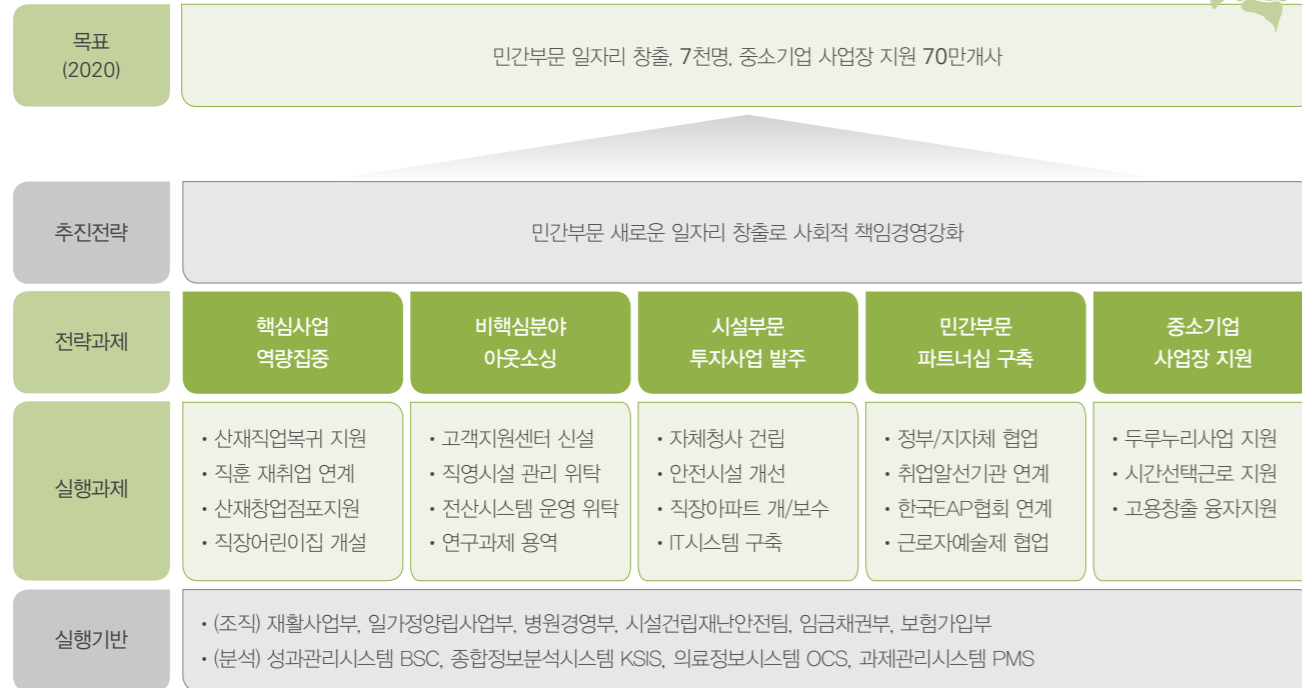 목표
(2020)
민간부문 일자리 창출, 7천명, 중소기업 사업장 지원 70만개사
추진전략
민간부문 새로운 일자리 창출로 사회적 책임경영강화
전략과제
핵심사업
역량집중
비핵심분야
아웃소싱
시설부문
투자사업 발주
민간부문
파트너십 구축
중소기업
사업장 지원
실행과제
• 산재직업복귀 지원
• 직훈 재취업 연계
• 산재창업점포지원
• 직장어린이집 개설
• 고객지원센터 신설
• 직영시설 관리 위탁
• 전산시스템 운영 위탁
• 연구과제 용역
• 자체청사 건립
• 안전시설 개선
• 직장아파트 개/보수
• IT시스템 구축
• 정부/지자체 협업
• 취업알선기관 연계
• 한국EAP협회 연계
• 근로자예술제 협업
• 두루누리사업 지원
• 시간선택근로 지원
• 고용창출 융자지원
실행기반
• (조직) 재활사업부, 일가정양립사업부, 병원경영부, 시설건립재난안전팀, 임금채권부, 보험가입부
• (분석) 성과관리시스템 BSC, 종합정보분석시스템 KSIS, 의료정보시스템 OCS, 과제관리시스템 PMS